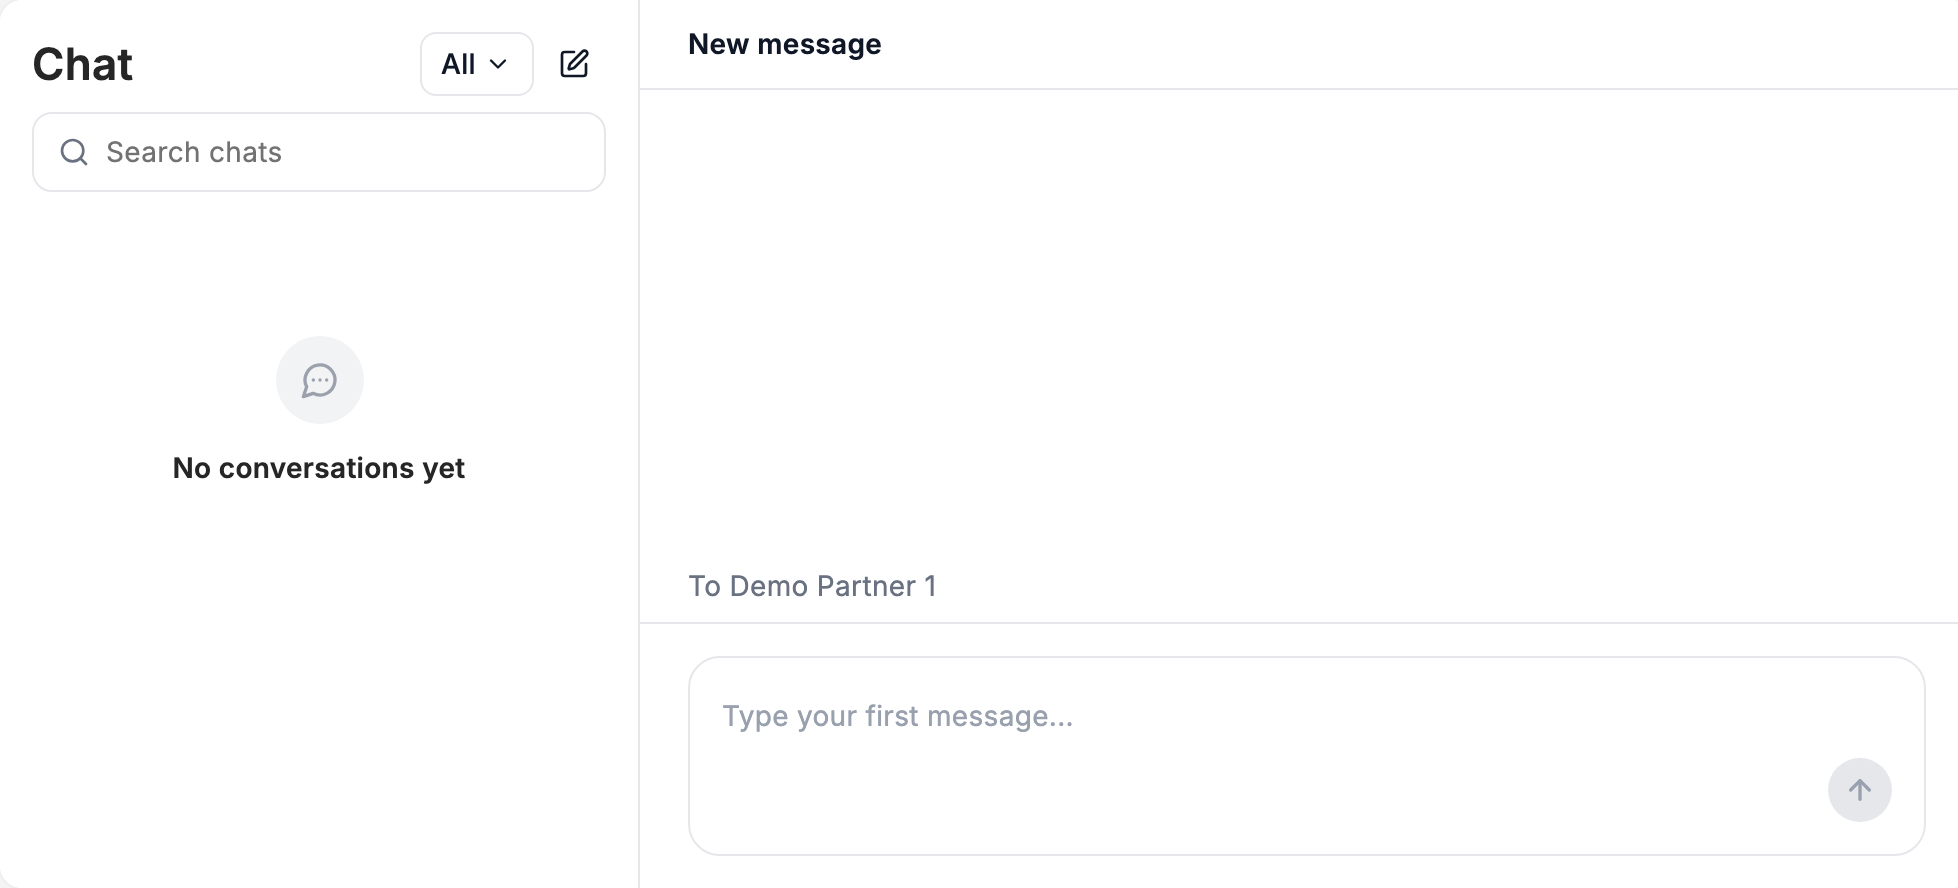 Chat
All
Search chats
No conversations yet
New message
To Demo Partner 1
Type your first message...